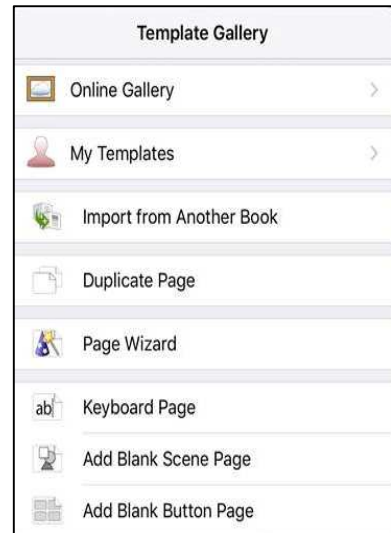 Template Gallery
Online Gallery
My Templates
Import from Another Book
Duplicate Page
Page Wizard
ab
Keyboard Page
Add Blank Scene Page
Add Blank Button Page